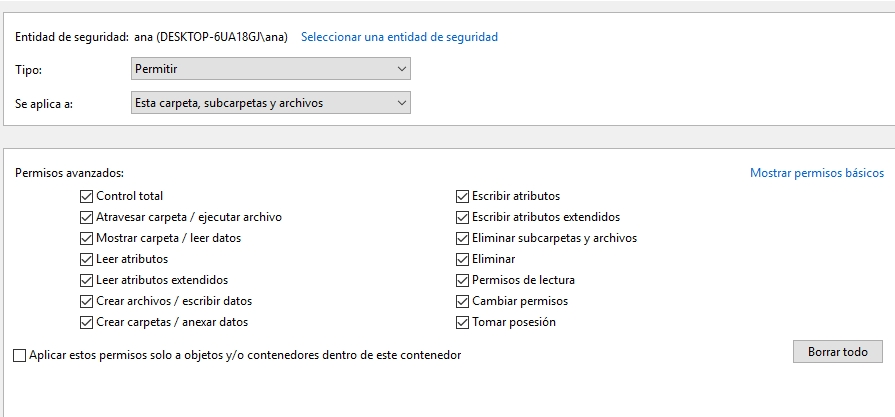 Entidad de seguridad: ana (DESKTOP-6UA18GJ\ana) Seleccionar una entidad de seguridad
Tipo: Permitir
Se aplica a: Esta carpeta, subcarpetas y archivos
Permisos avanzados: Mostrar permisos básicos
Control total Escribir atributos
Atravesar carpeta / ejecutar archivo Escribir atributos extendidos
Mostrar carpeta / leer datos Eliminar subcarpetas y archivos
Leer atributos Eliminar
Leer atributos extendidos Permisos de lectura
Crear archivos / escribir datos Cambiar permisos
Crear carpetas / anexar datos Tomar posesión
Aplicar estos permisos solo a objetos y/o contenedores dentro de este contenedor Borrar todo